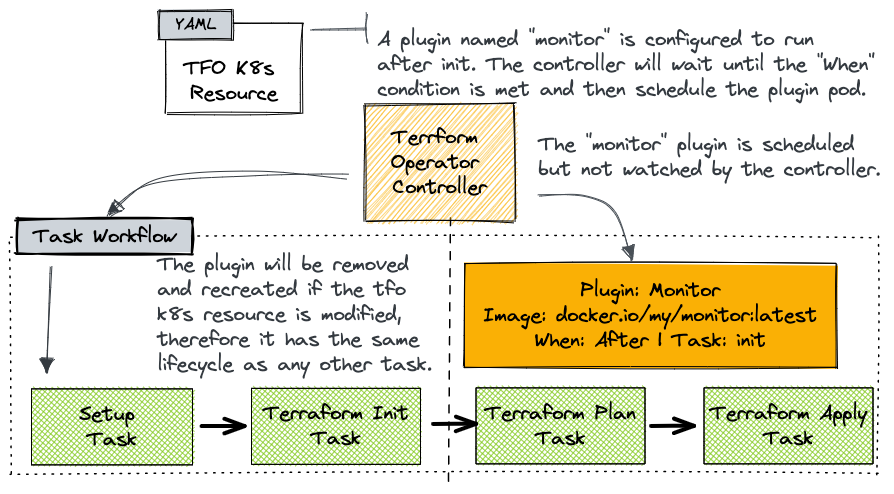 YAML
TFO K8s
Resource
A plugin named "monitor" is configured to run
after init. The controller will wait until the "When"
condition is met and then schedule the plugin pod.
Terrform
Operator
Controller
The "monitor" plugin is scheduled
but not watched by the controller.
Task Workflow
The plugin will be removed
and recreated if the tfo
k8s resource is modified,
therefore it has the same
lifecycle as any other task.
Plugin: Monitor
Image: docker.io/my/monitor:latest
When: After | Task: init
Setup
Task
Terraform Init
Task
Terraform Plan
Task
Terraform Apply
Task